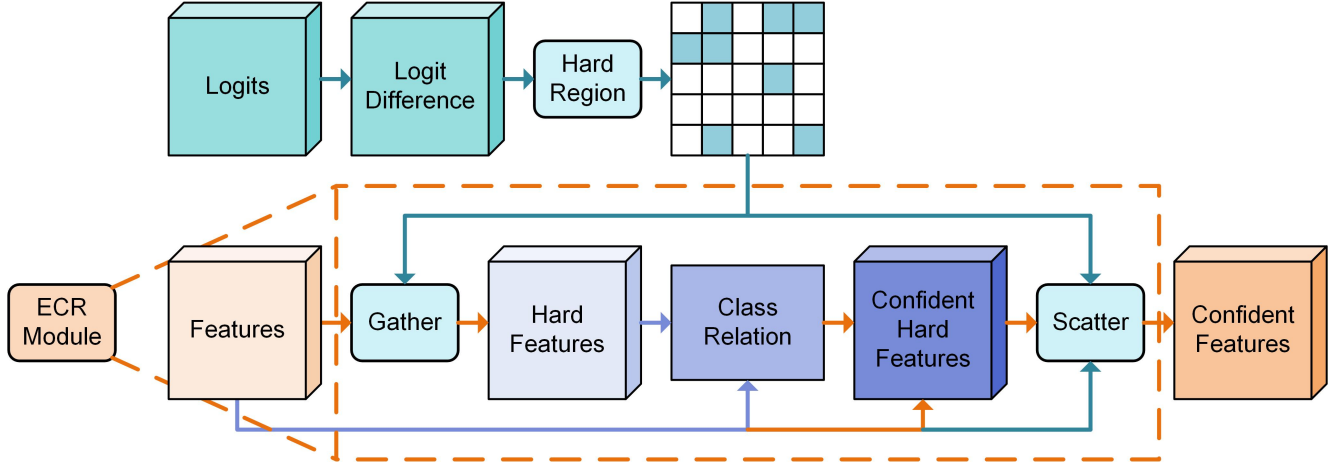 Logits
Logit
Difference
Hard
Region
ECR
Module
Features
Gather
Hard
Features
Class
Relation
Confident
Hard
Features
Scatter
Confident
Features